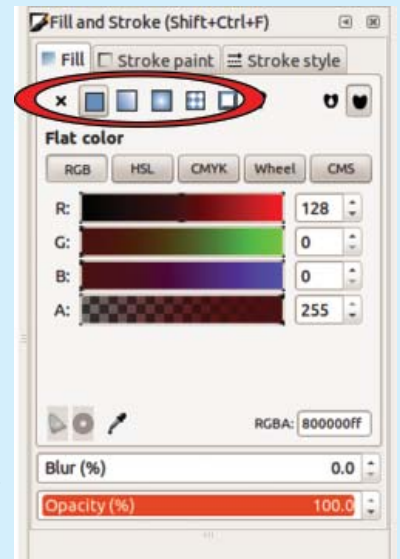 Fill and Stroke (Shift+Ctrl+F)
Fill Stroke paint Stroke style
Flat color
RGB HSL CMYK Wheel CMS
R: 128
G: 0
B: 0
A: 255
RGBA: 800000ff
Blur (%) 0.0
Opacity (%) 100.0